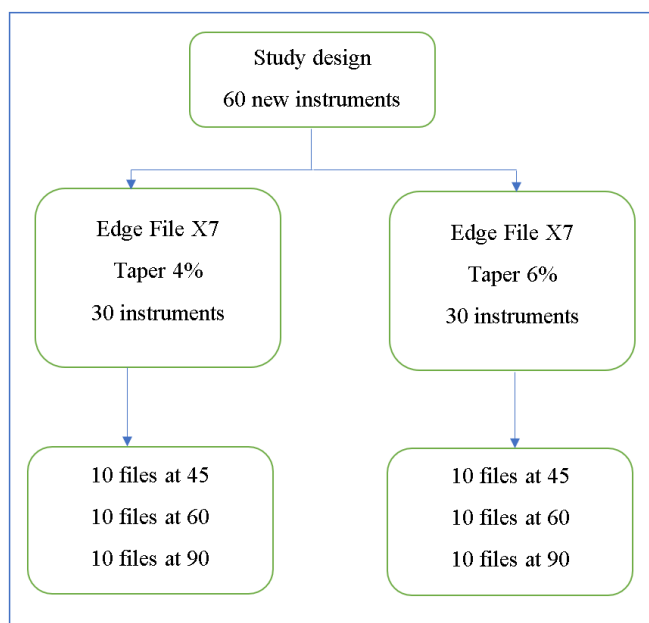 Study design
60 new instruments
Edge File X7
Taper 4%
30 instruments
Edge File X7
Taper 6%
30 instruments
10 files at 45
10 files at 60
10 files at 90
10 files at 45
10 files at 60
10 files at 90